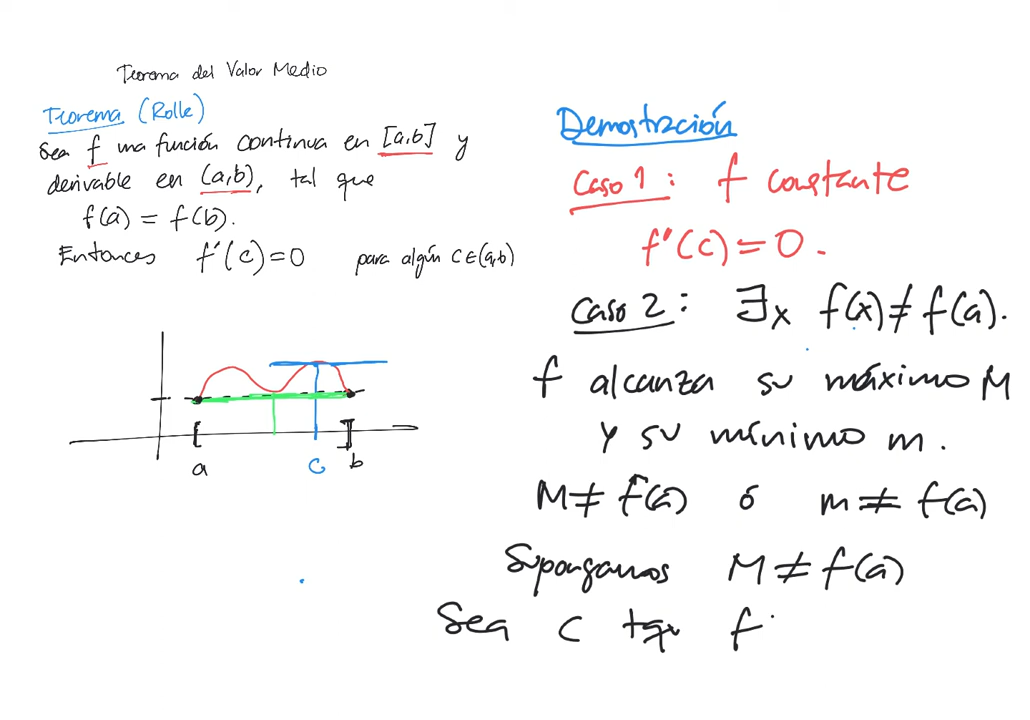 Teorema del Valor Medio
Teorema (Rolle)
Sea f una función continua en [a,b] y
derivable en (a,b), tal que
f(a) = f(b).
Entonces f'(c)=0 para algún c∈(a,b)
a c b
Demostración
Caso 1: f constante
f'(c)=0.
Caso 2: ∃x f(x)≠f(a).
f alcanza su máximo M
y su mínimo m.
M≠f(a) ó m≠f(a)
Supongamos M≠f(a)
Sea c tq f